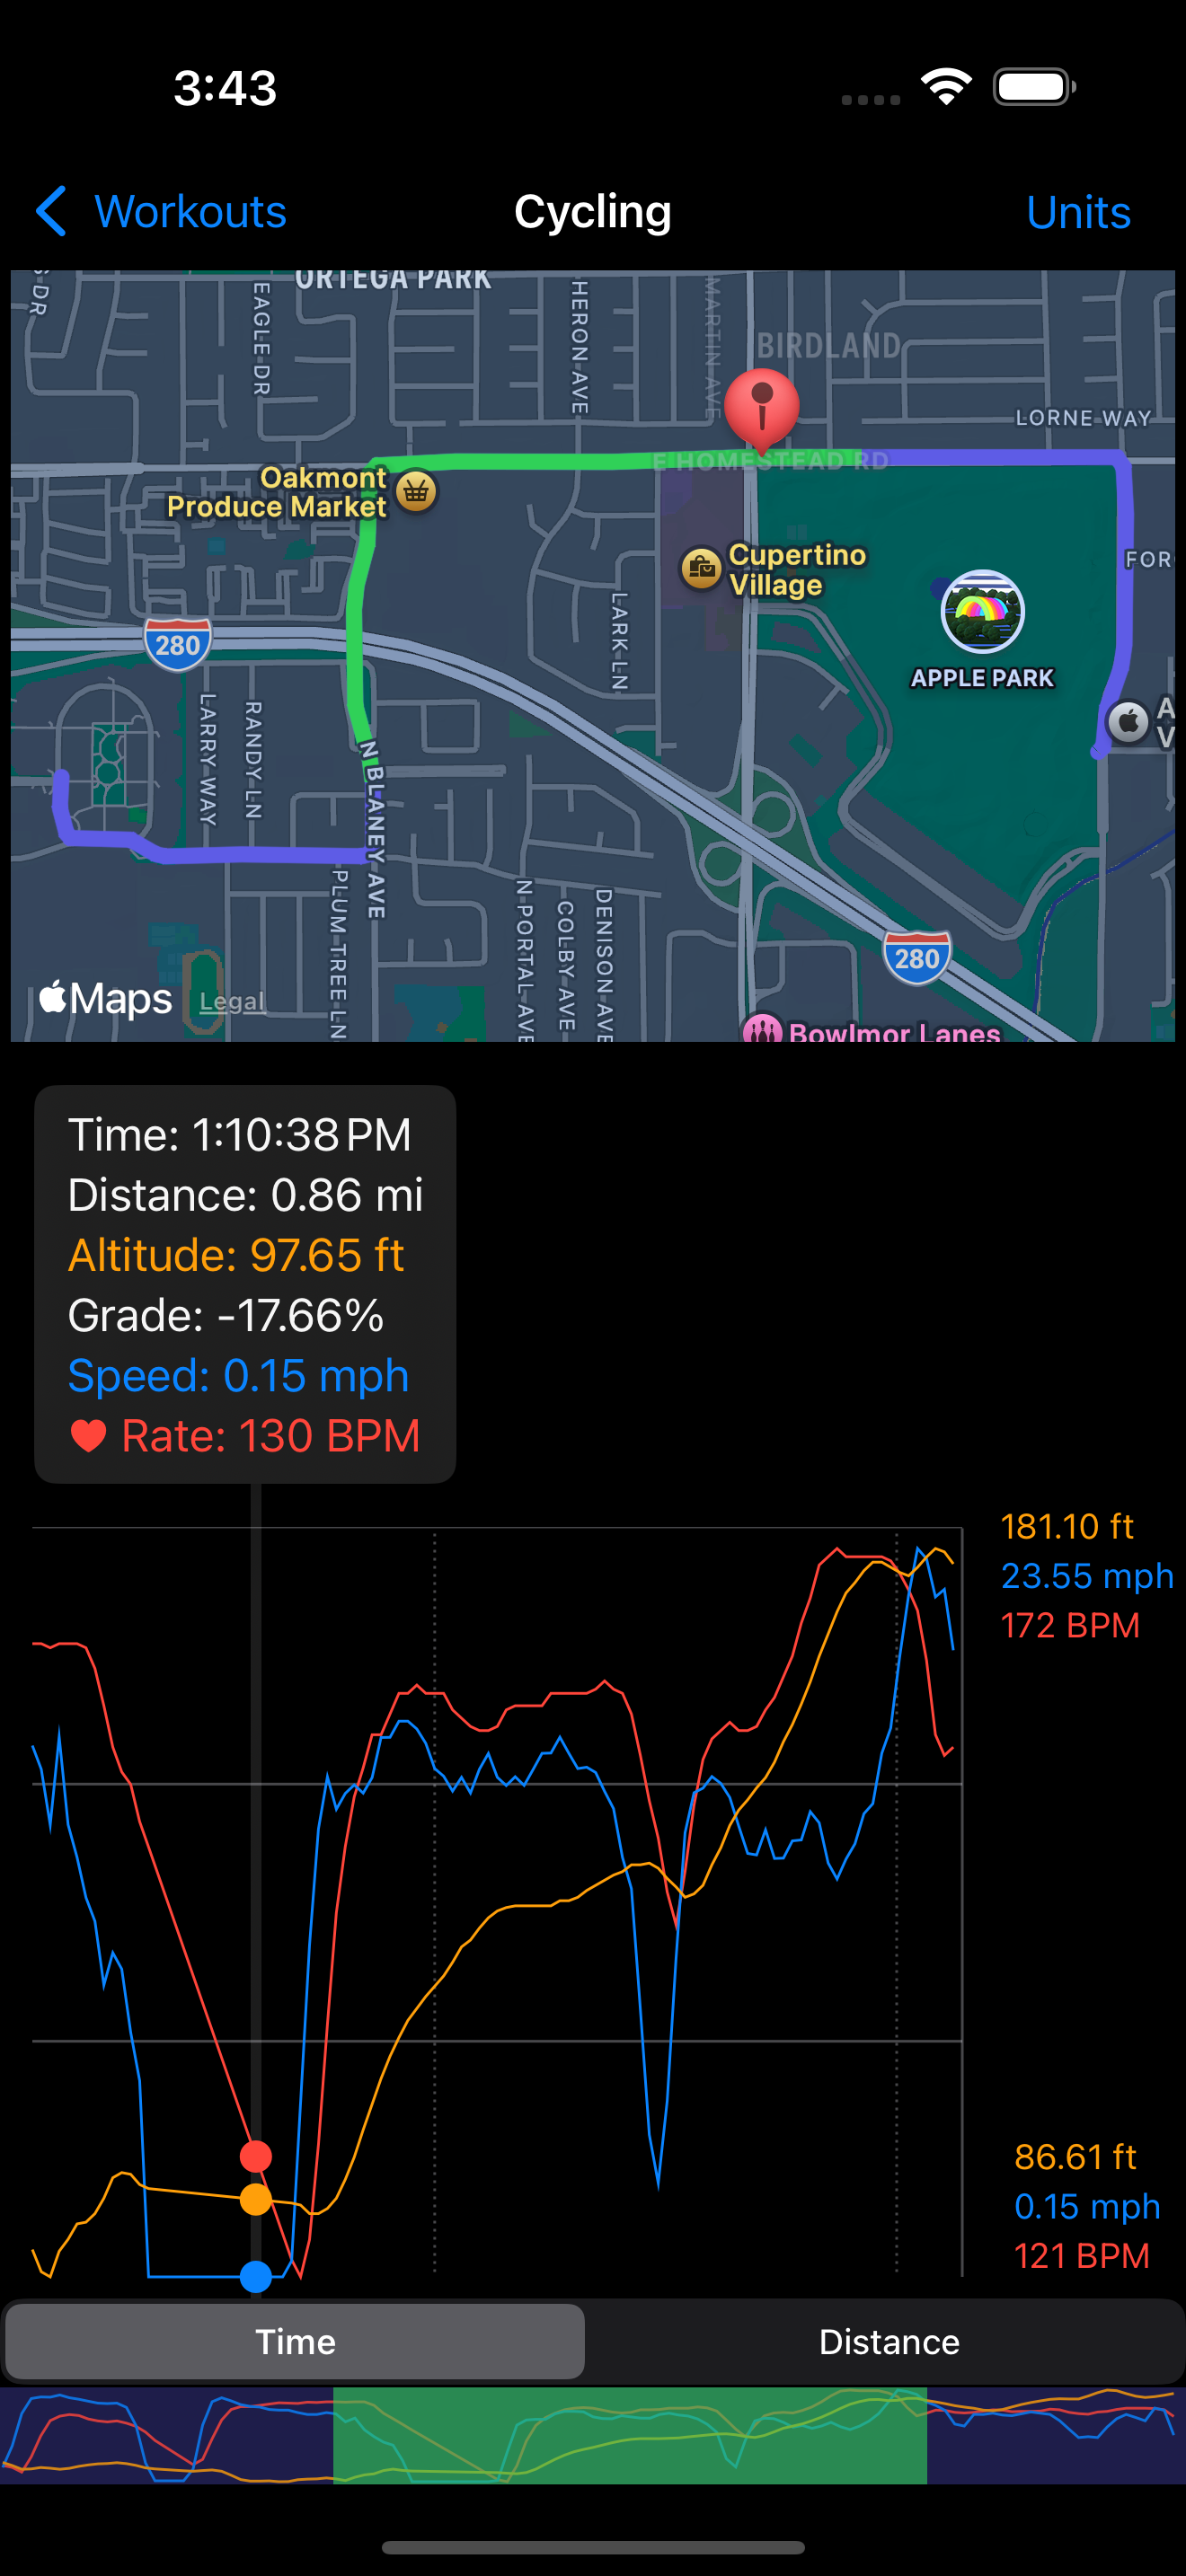 3:43
Workouts
Cycling
Units
ORTEGA PARK
S DR
EAGLE DR
HERON AVE
MARTIN AVE
BIRDLAND
LORNE WAY
E HOMESTEAD RD
Oakmont
Produce Market
Cupertino
Village
FOR
280
LARK LN
APPLE PARK
LARRY WAY
RANDY LN
A
V
N BLANEY AVE
PLUM TREE LN
N PORTAL AVE
COLBY AVE
DENISON AVE
280
Maps
Legal
Bowlmor Lanes
Time: 1:10:38 PM
Distance: 0.86 mi
Altitude: 97.65 ft
Grade: -17.66%
Speed: 0.15 mph
Rate: 130 BPM
181.10 ft
23.55 mph
172 BPM
86.61 ft
0.15 mph
121 BPM
Time
Distance